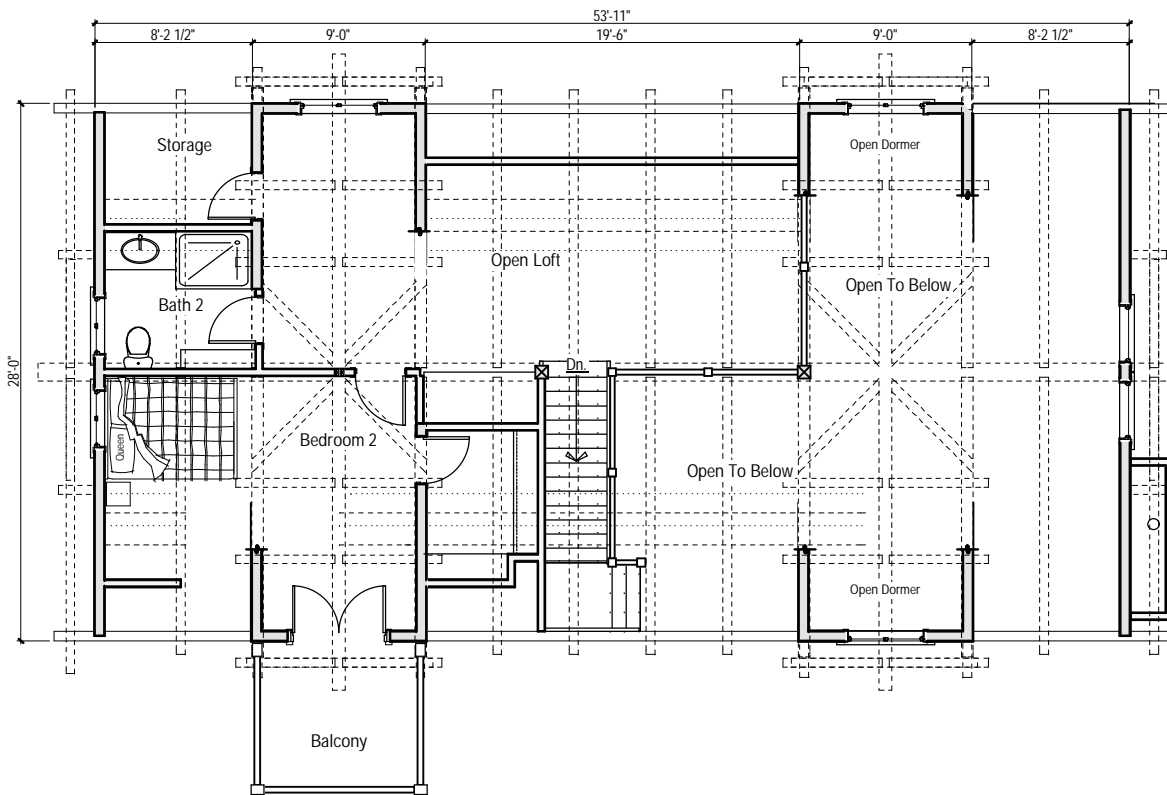 53'-11"
8'-2 1/2"
9'-0"
19'-6"
9'-0"
8'-2 1/2"
Storage
Open Dormer
Open Loft
Open To Below
Bath 2
28'-0"
Dn.
Queen
Bedroom 2
Open To Below
Open Dormer
Balcony